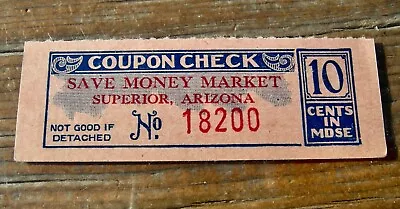 COUPON CHECK
SAVE MONEY MARKET
SUPERIOR, ARIZONA
NOT GOOD IF
DETACHED
No. 18200
10
CENTS
IN
MDSE